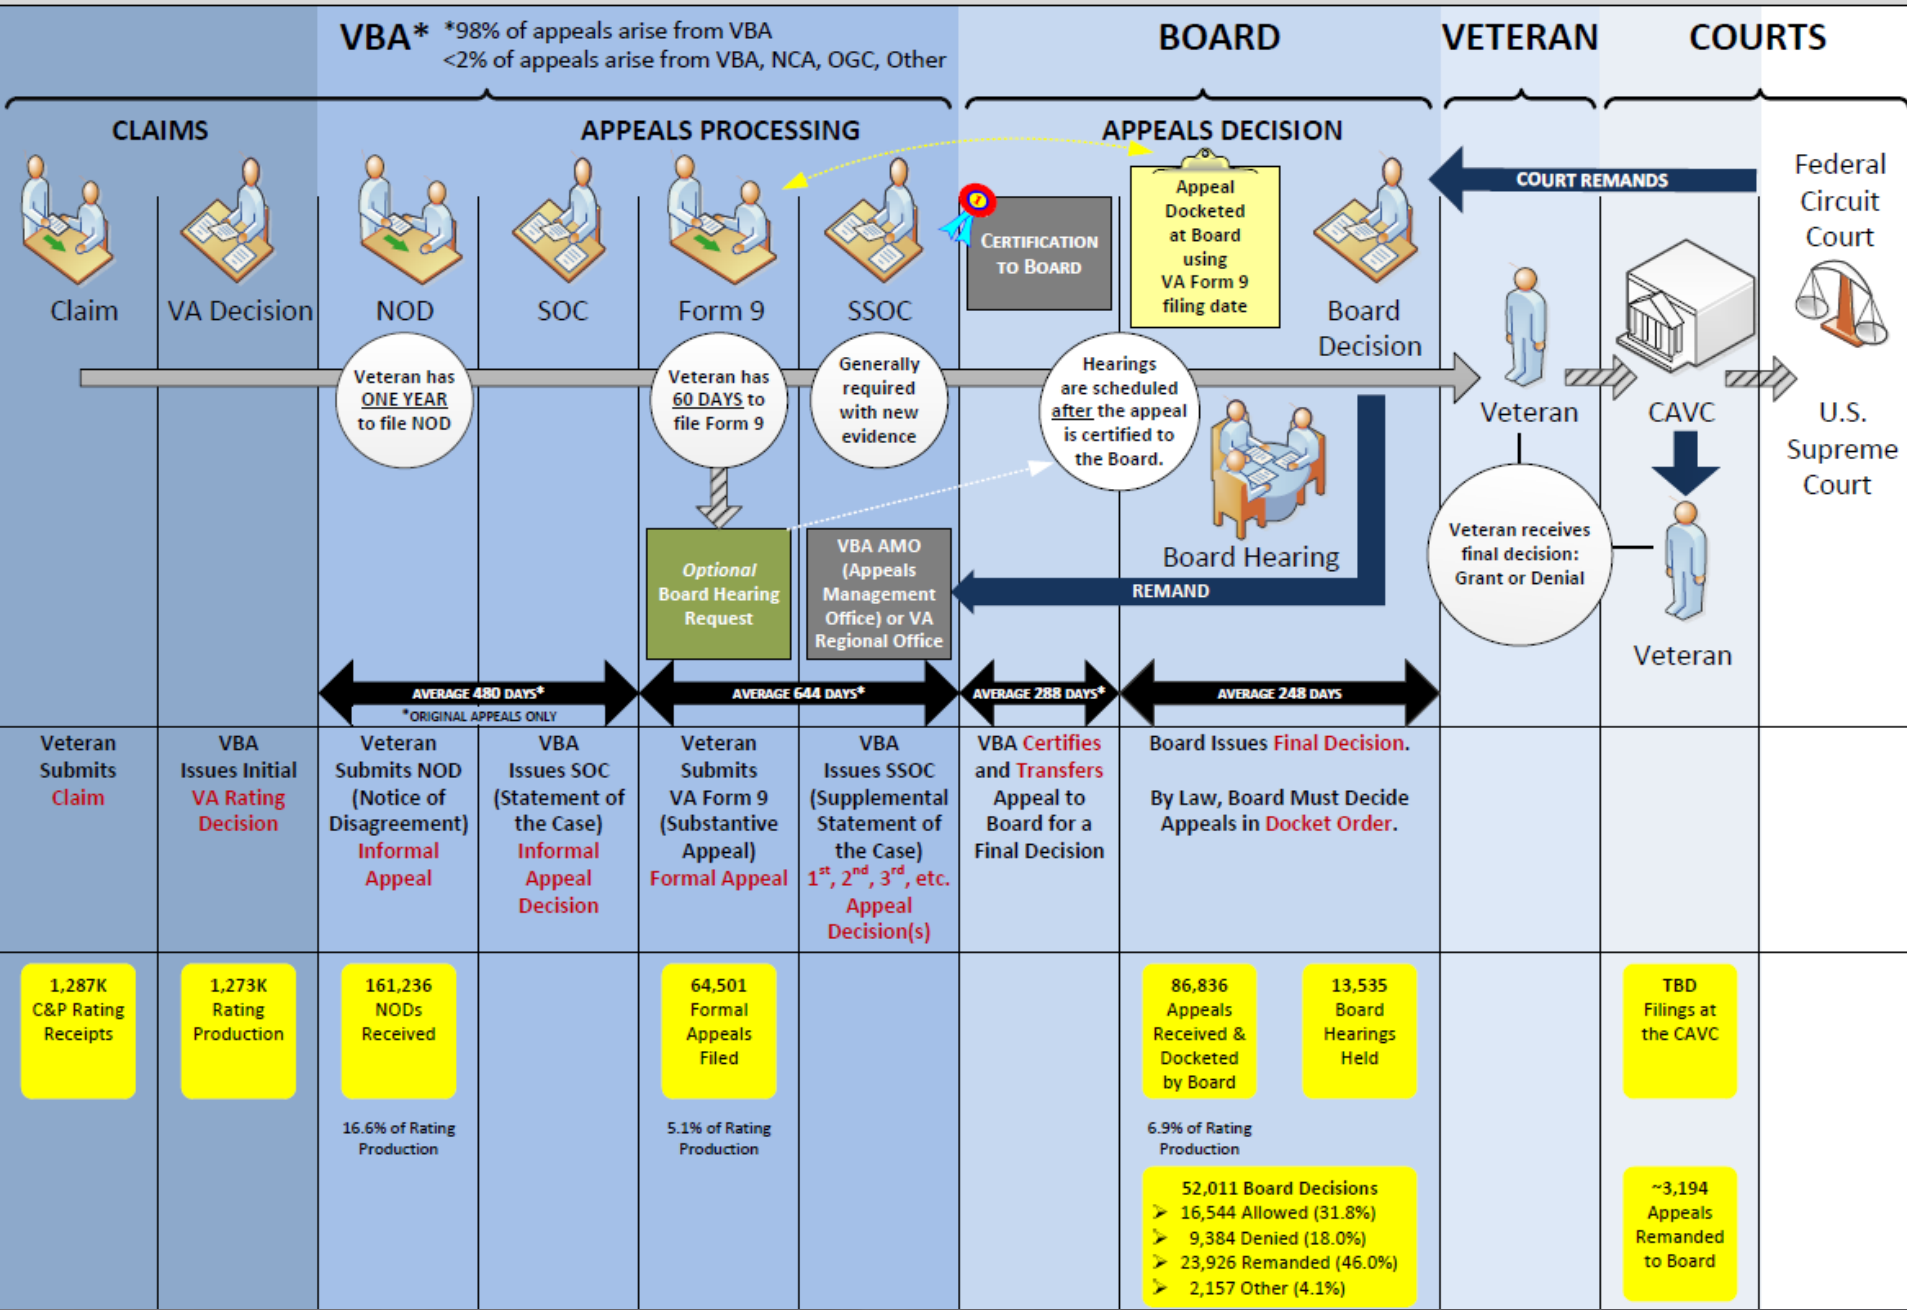 VBA* *98% of appeals arise from VBA
<2% of appeals arise from VBA, NCA, OGC, Other
BOARD
VETERAN
COURTS
CLAIMS
APPEALS PROCESSING
APPEALS DECISION
Claim
VA Decision
NOD
SOC
Form 9
SSOC
CERTIFICATION
TO BOARD
1
Appeal
Docketed
at Board
using
VA Form 9
filing date
Board
Decision
COURT REMANDS
Federal
Circuit
Court
Veteran has
ONE YEAR
to file NOD
Veteran has
60 DAYS to
file Form 9
Generally
required
with new
evidence
Hearings
are scheduled
after the appeal
is certified to
the Board.
Board Hearing
Veteran
CAVC
U.S.
Supreme
Court
Optional
Board Hearing
Request
VBA AMO
(Appeals
Management
Office) or VA
Regional Office
REMAND
Veteran receives
final decision:
Grant or Denial
Veteran
AVERAGE 480 DAYS*
*ORIGINAL APPEALS ONLY
AVERAGE 644 DAYS*
AVERAGE 288 DAYS*
AVERAGE 248 DAYS
Veteran
Submits
Claim
VBA
Issues Initial
VA Rating
Decision
Veteran
Submits NOD
(Notice of
Disagreement)
Informal
Appeal
VBA
Issues SOC
(Statement of
the Case)
Informal
Appeal
Decision
Veteran
Submits
VA Form 9
(Substantive
Appeal)
Formal Appeal
VBA
Issues SSOC
(Supplemental
Statement of
the Case)
1st, 2nd, 3rd, etc.
Appeal
Decision(s)
VBA Certifies
and Transfers
Appeal to
Board for a
Final Decision
Board Issues Final Decision.
By Law, Board Must Decide
Appeals in Docket Order.
1,287K
C&P Rating
Receipts
1,273K
Rating
Production
161,236
NODs
Received
16.6% of Rating
Production
64,501
Formal
Appeals
Filed
5.1% of Rating
Production
86,836
Appeals
Received &
Docketed
by Board
6.9% of Rating
Production
13,535
Board
Hearings
Held
52,011 Board Decisions
➢ 16,544 Allowed (31.8%)
➢ 9,384 Denied (18.0%)
➢ 23,926 Remanded (46.0%)
➢ 2,157 Other (4.1%)
TBD
Filings at
the CAVC
~3,194
Appeals
Remanded
to Board